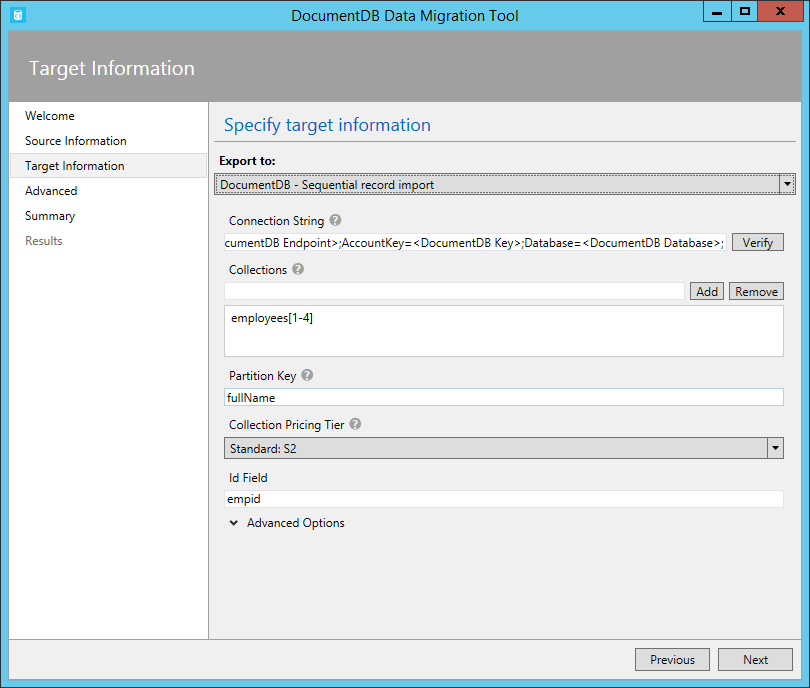 DocumentDB Data Migration Tool
Target Information
Welcome
Source Information
Target Information
Advanced
Summary
Results
Specify target information
Export to:
DocumentDB - Sequential record import
Connection String ?
cumentDB Endpoint>;AccountKey=<DocumentDB Key>;Database=<DocumentDB Database>;
Verify
Collections ?
Add Remove
employees[1-4]
Partition Key ?
fullName
Collection Pricing Tier ?
Standard: S2
Id Field
empid
Advanced Options
Previous Next